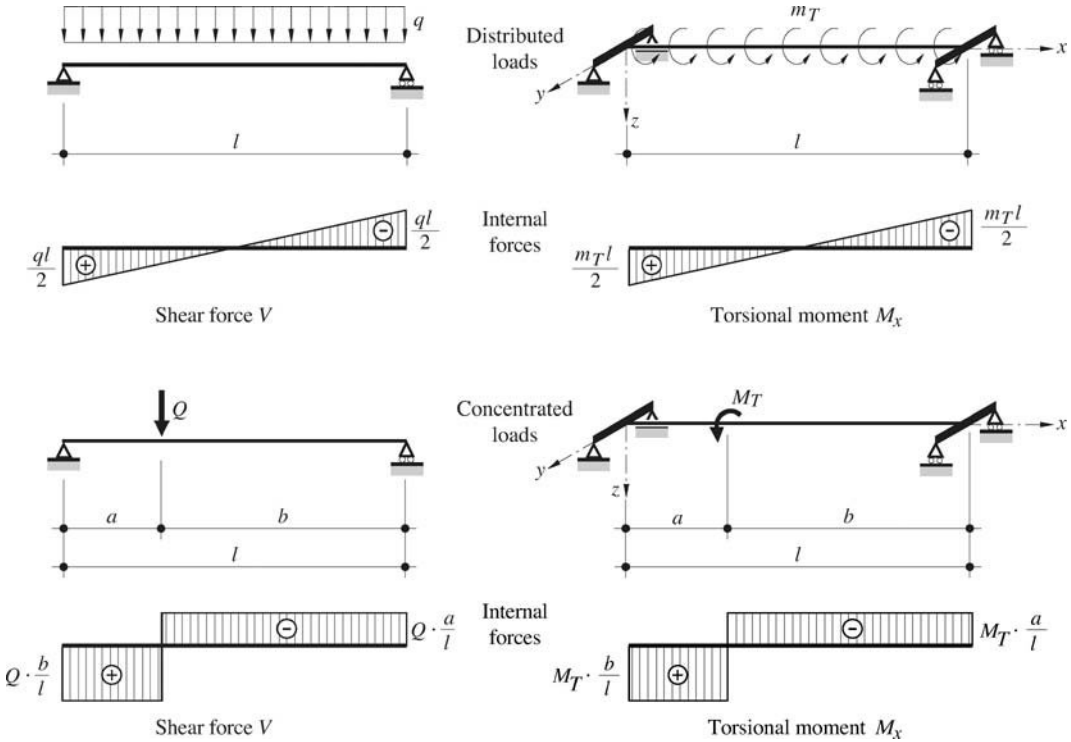 q
Distributed
loads
m_T
x
y
z
l
l
ql/2
+
-
ql/2
Internal
forces
m_T l/2
+
-
m_T l/2
Shear force V
Torsional moment M_x
Q
Concentrated
loads
M_T
x
y
z
a
b
a
b
l
l
Q · b/l
+
-
Q · a/l
Internal
forces
M_T · b/l
+
-
M_T · a/l
Shear force V
Torsional moment M_x